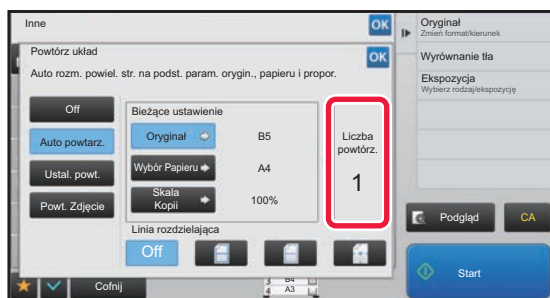 Inne
OK
Powtórz układ
OK
Auto rozm. powiel. str. na podst. param. orygin., papieru i propor.
Off
Auto powtarz.
Ustal. powt.
Powt. Zdjęcie
Bieżące ustawienie
Oryginał
B5
Wybór Papieru
A4
Skala
Kopii
100%
Liczba
powtórz.
1
Linia rozdzielająca
Off
Cofnij
B4
A3
Oryginał
Zmień format/kierunek
Wyrównanie tła
Ekspozycja
Wybierz rodzaj/ekspozycję
Podgląd
CA
Start